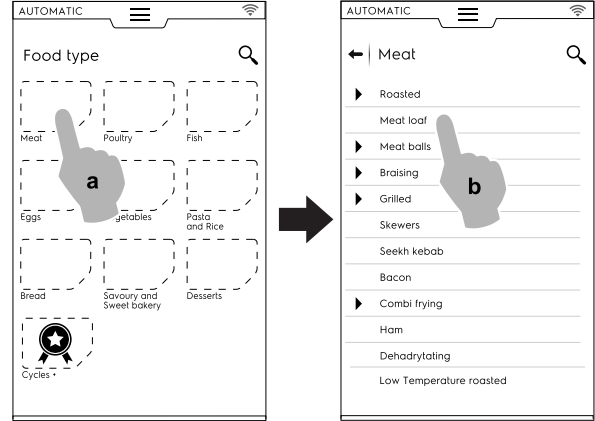 AUTOMATIC
Food type
Meat
Poultry
Fish
a
Eggs
getables
Pasta
and Rice
Bread
Savoury and
Sweet bakery
Desserts
Cycles +
AUTOMATIC
Meat
Roasted
Meat loaf
Meat balls
Braising
Grilled
b
Skewers
Seekh kebab
Bacon
Combi frying
Ham
Dehadrytating
Low Temperature roasted